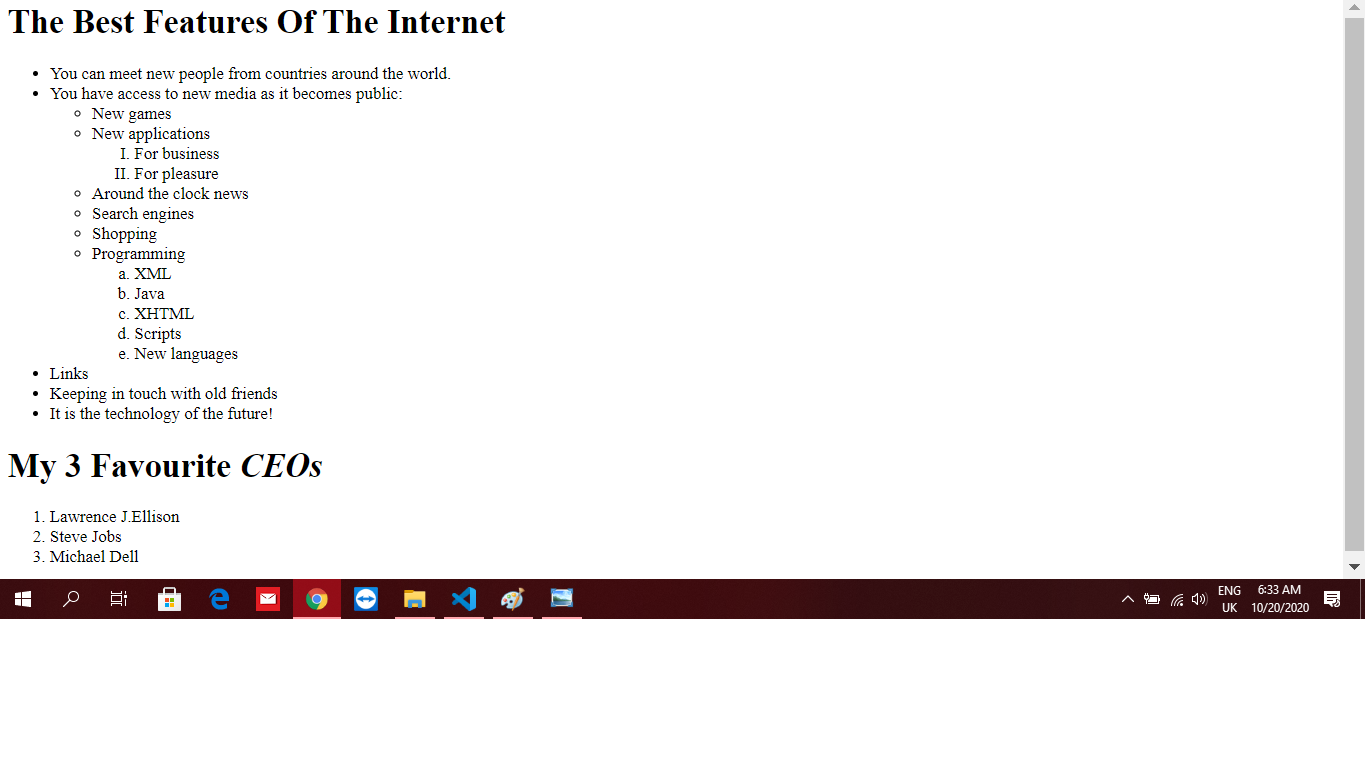 The Best Features Of The Internet
• You can meet new people from countries around the world.
• You have access to new media as it becomes public:
◦ New games
◦ New applications
I. For business
II. For pleasure
◦ Around the clock news
◦ Search engines
◦ Shopping
◦ Programming
a. XML
b. Java
c. XHTML
d. Scripts
e. New languages
• Links
• Keeping in touch with old friends
• It is the technology of the future!
My 3 Favourite CEOs
1. Lawrence J.Ellison
2. Steve Jobs
3. Michael Dell
ENG 6:33 AM
UK 10/20/2020